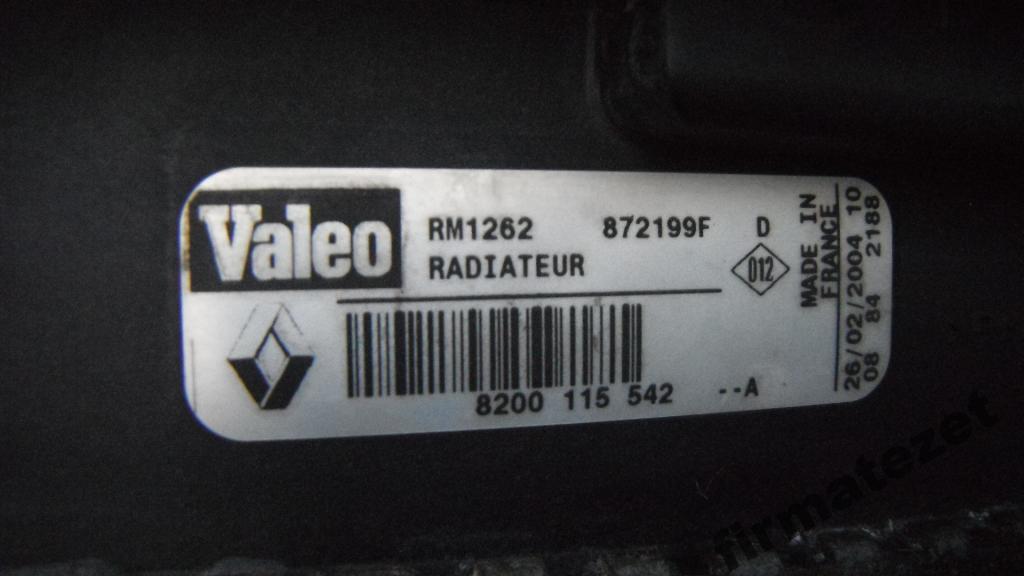 Valeo
RM1262 872199F D
RADIATEUR
012
8200 115 542 --A
MADE IN
FRANCE
26/02/2004 10
08 84 2188
firmatezet